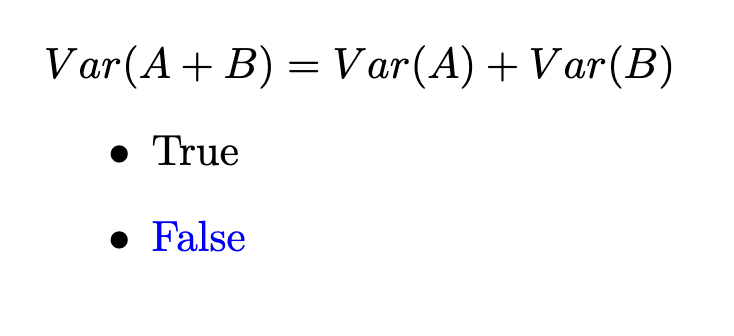 Var(A + B) = Var(A) + Var(B)
• True
• False